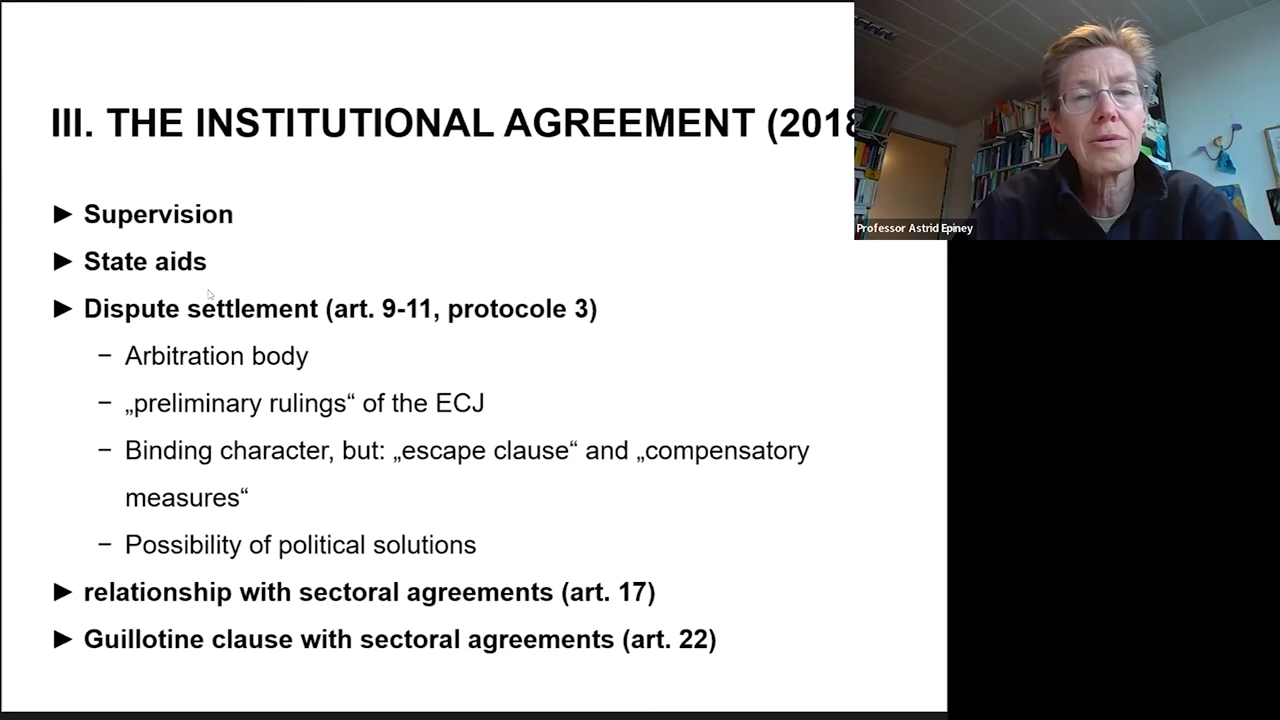 III. THE INSTITUTIONAL AGREEMENT (2018
► Supervision
► State aids
► Dispute settlement (art. 9-11, protocole 3)
− Arbitration body
− „preliminary rulings“ of the ECJ
− Binding character, but: „escape clause“ and „compensatory
measures“
− Possibility of political solutions
► relationship with sectoral agreements (art. 17)
► Guillotine clause with sectoral agreements (art. 22)
Professor Astrid Epiney